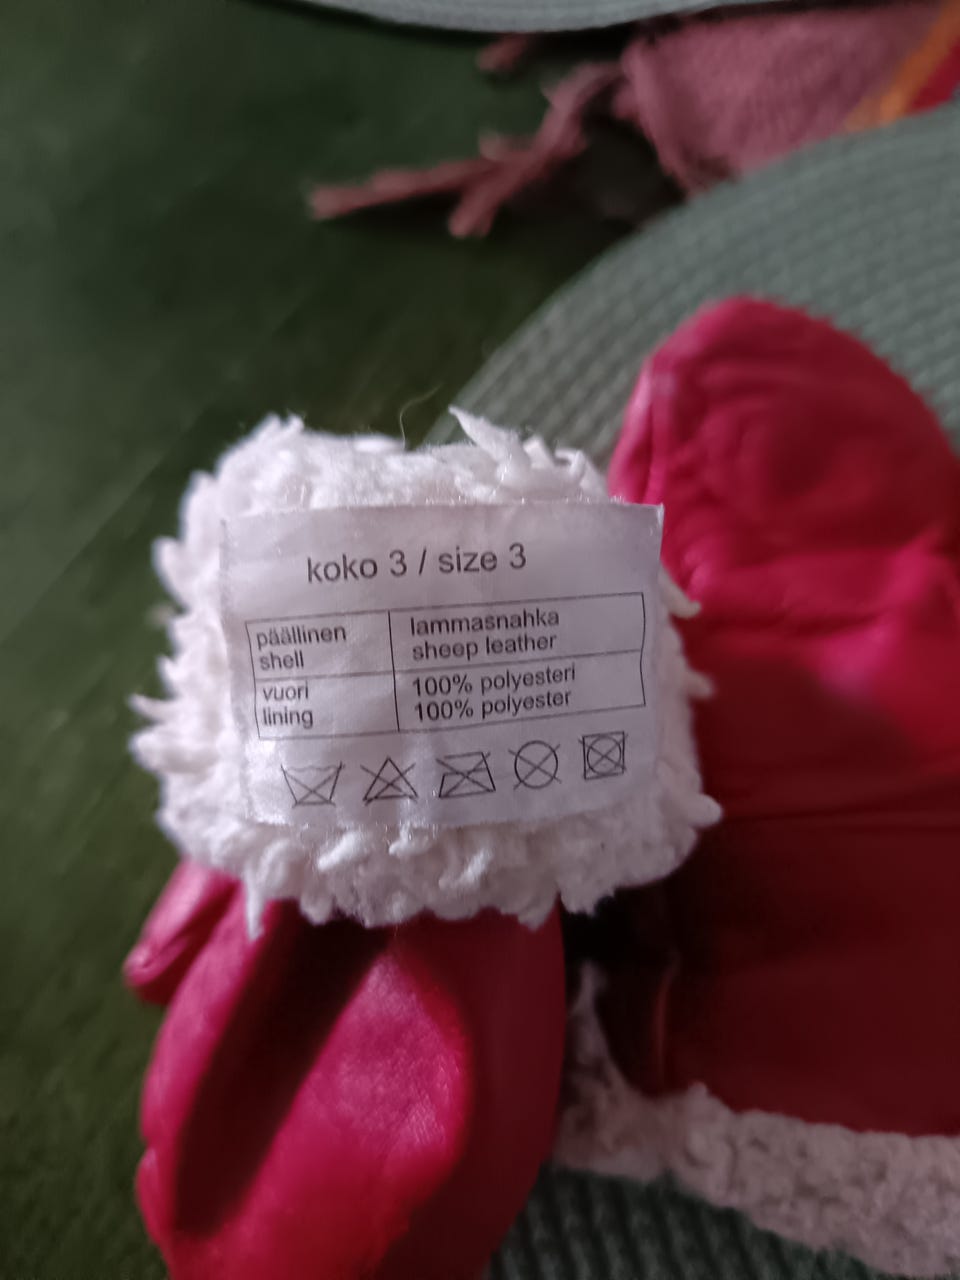 koko 3 / size 3
päällinen
shell
lammasnahka
sheep leather
vuori
lining
100% polyesteri
100% polyester